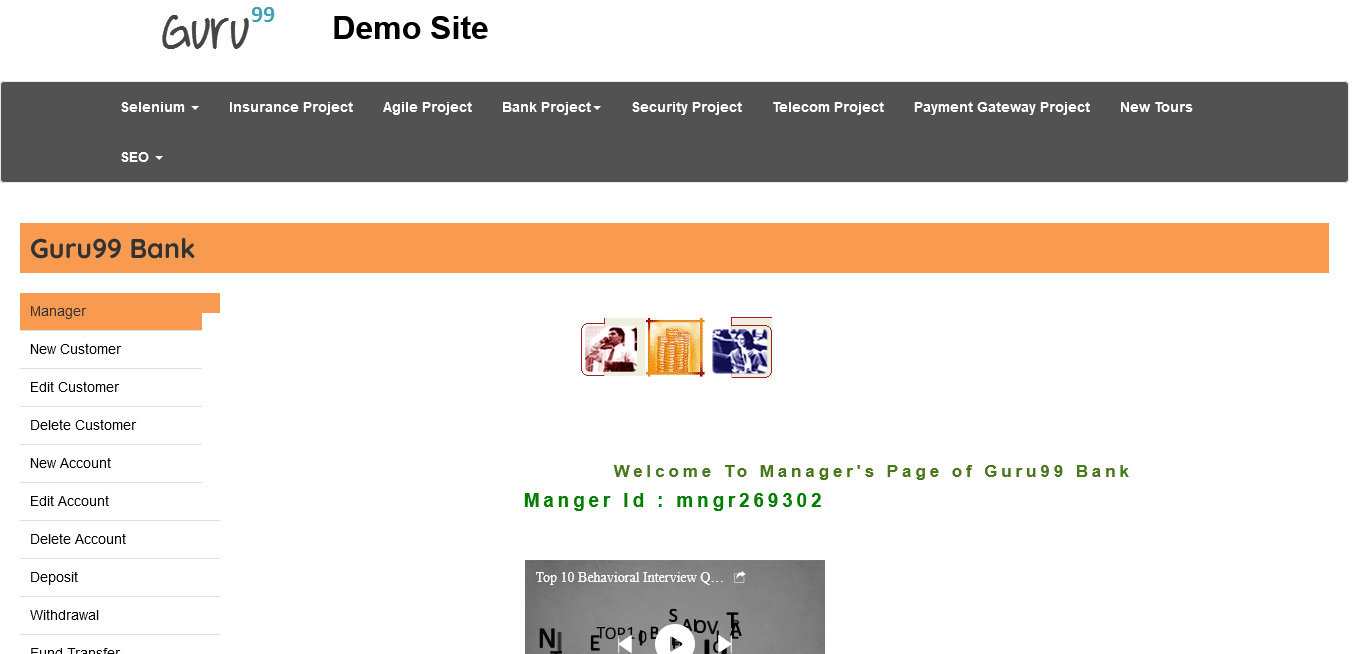 Guru99
Demo Site
Selenium
Insurance Project
Agile Project
Bank Project
Security Project
Telecom Project
Payment Gateway Project
New Tours
SEO
Guru99 Bank
Manager
New Customer
Edit Customer
Delete Customer
New Account
Edit Account
Delete Account
Deposit
Withdrawal
Fund Transfer
Welcome To Manager's Page of Guru99 Bank
Manger Id : mngr269302
Top 10 Behavioral Interview Q...